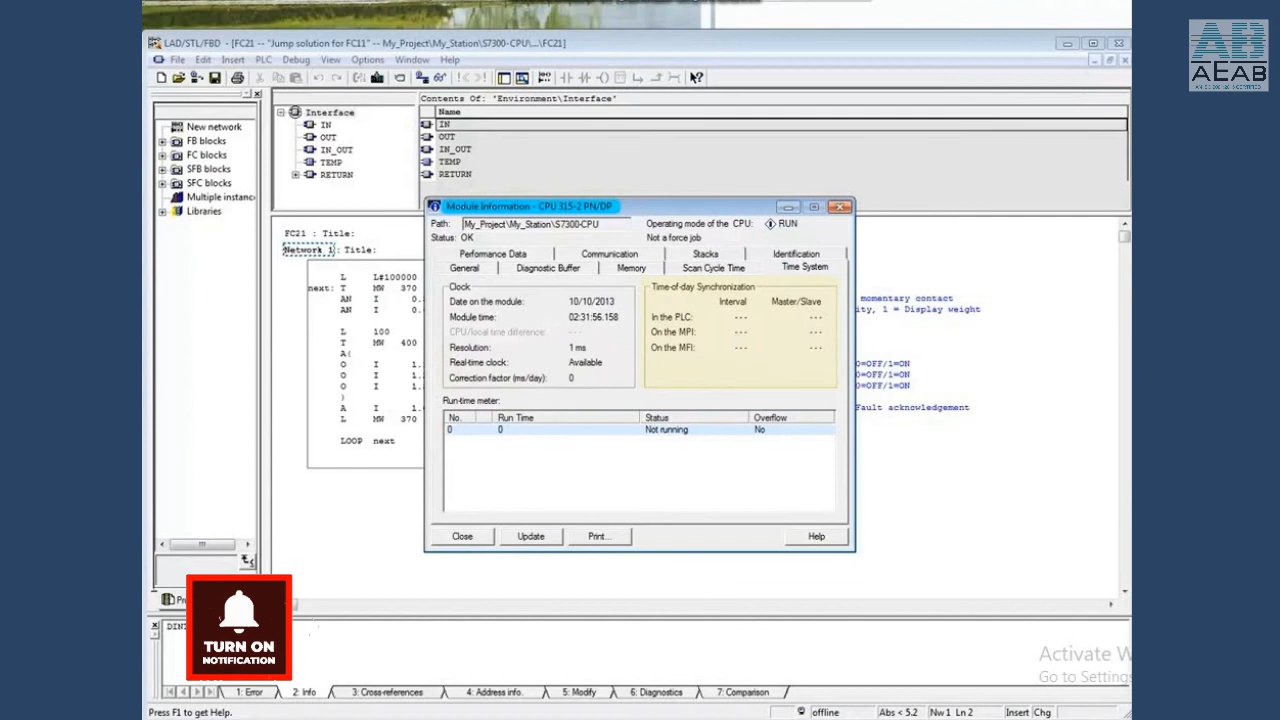 LAD/STL/FBD - [FC21 -- "Jump solution for FC11" -- My_Project\My_Station\S7300-CPU\...\FC21]
File Edit Insert PLC Debug View Options Window Help
New network
FB blocks
FC blocks
SFB blocks
SFC blocks
Multiple instanc
Libraries
Interface
IN
OUT
IN_OUT
TEMP
RETURN
Contents Of: 'Environment\Interface'
Name
IN
OUT
IN_OUT
TEMP
RETURN
FC21 : Title:
Network 1: Title:
L L#100000
next: T MW 370
AN I 0.
AN I 0.
L 100
T MW 400
A(
O I 1.
O I 1.
O I 1.
)
A I 1.
L MW 370
LOOP next
momentary contact
ity, 1 = Display weight
0=OFF/1=ON
0=OFF/1=ON
0=OFF/1=ON
Fault acknowledgement
Module Information - CPU 315-2 PN/DP
Path: My_Project\My_Station\S7300-CPU Operating mode of the CPU: RUN
Status: OK Not a force job
Performance Data Communication Stacks Identification
General Diagnostic Buffer Memory Scan Cycle Time Time System
Clock
Date on the module: 10/10/2013
Module time: 02:31:56.158
CPU/local time difference: ---
Resolution: 1 ms
Real-time clock: Available
Correction factor (ms/day): 0
Time-of-day Synchronization
Interval Master/Slave
In the PLC: --- ---
On the MPI: --- ---
On the MFI: --- ---
Run-time meter:
No. Run Time Status Overflow
0 0 Not running No
Close Update Print... Help
TURN ON
NOTIFICATION
Activate W
Go to Settings
1: Error 2: Info 3: Cross-references 4: Address info. 5: Modify 6: Diagnostics 7: Comparison
Press F1 to get Help. offline Abs < 5.2 Nw 1 Ln 2 Insert Chg
AEAB